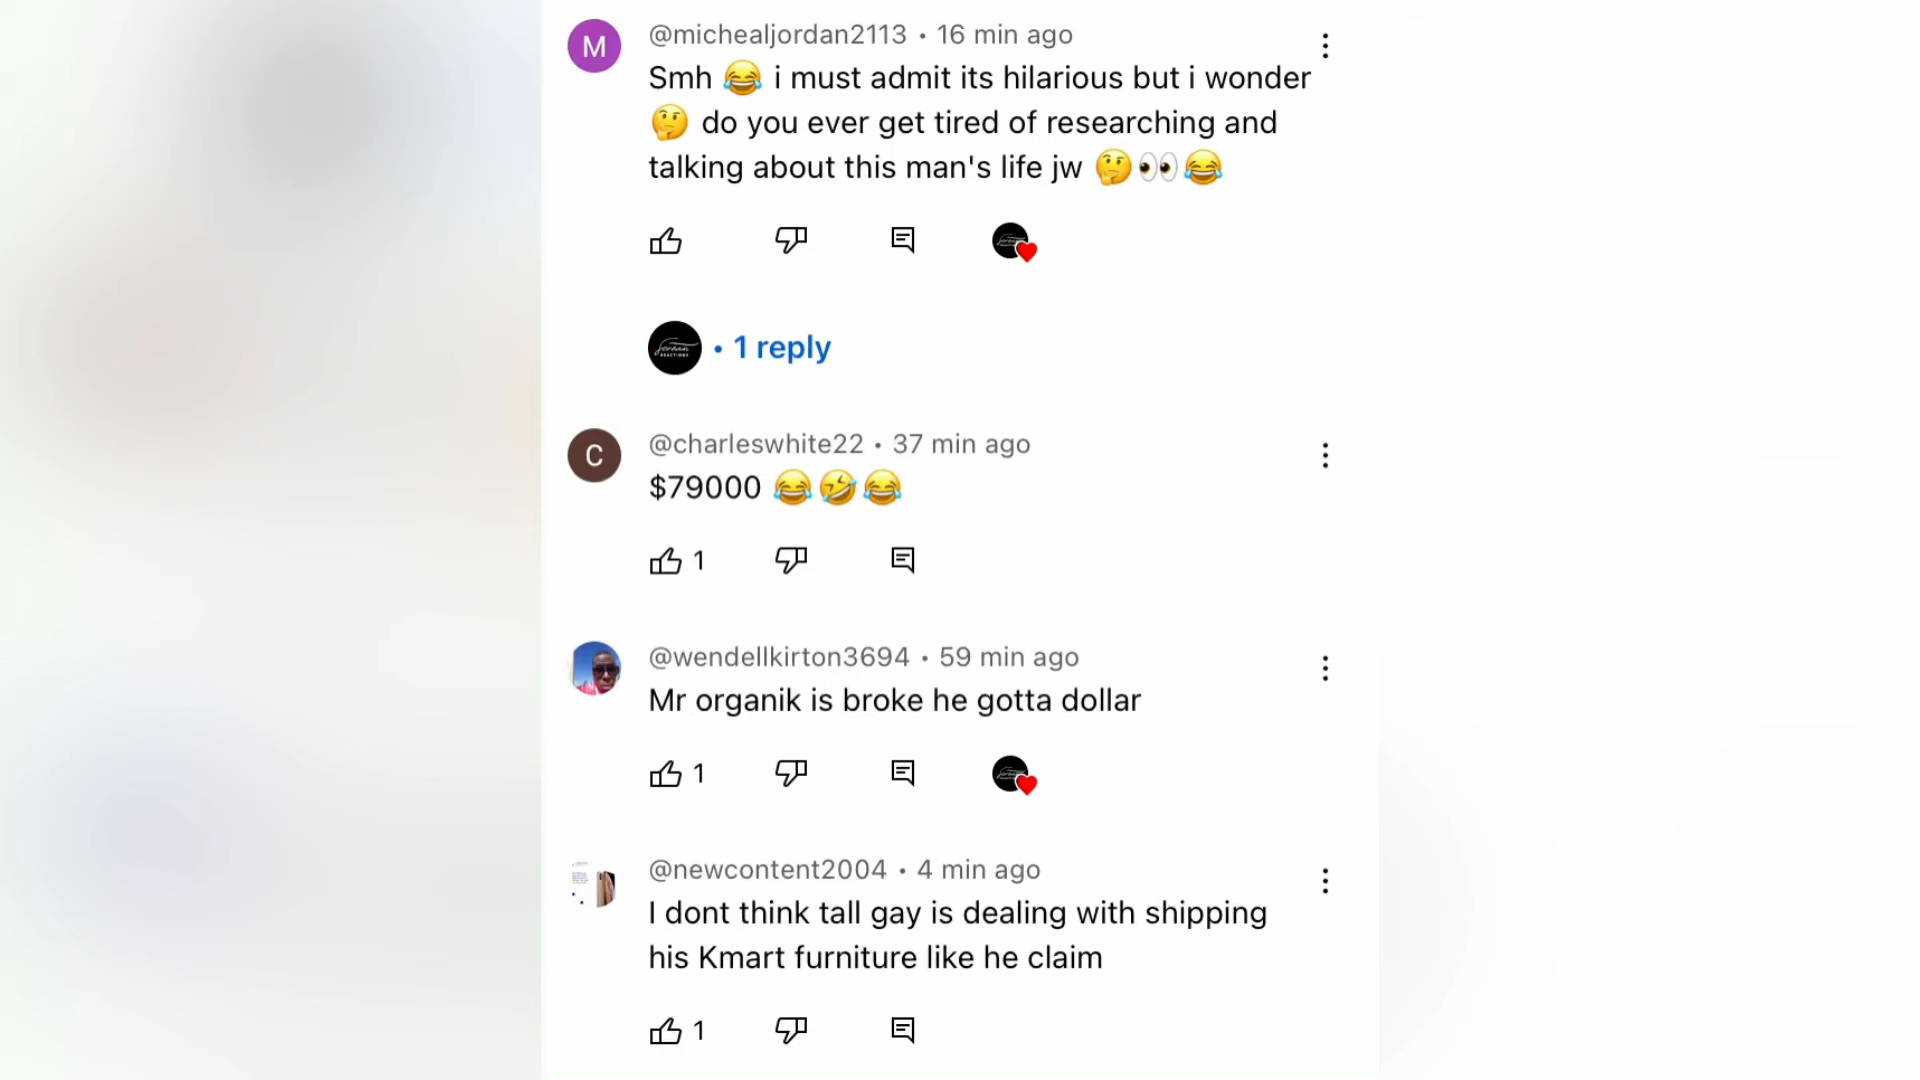 M
@michealjordan2113 • 16 min ago
Smh 😂 i must admit its hilarious but i wonder
🤔 do you ever get tired of researching and
talking about this man's life jw 🤔👀😂
Jordan
REACTIONS
• 1 reply
C
@charleswhite22 • 37 min ago
$79000 😂🤣😂
1
@wendellkirton3694 • 59 min ago
Mr organik is broke he gotta dollar
1
@newcontent2004 • 4 min ago
I dont think tall gay is dealing with shipping
his Kmart furniture like he claim
1